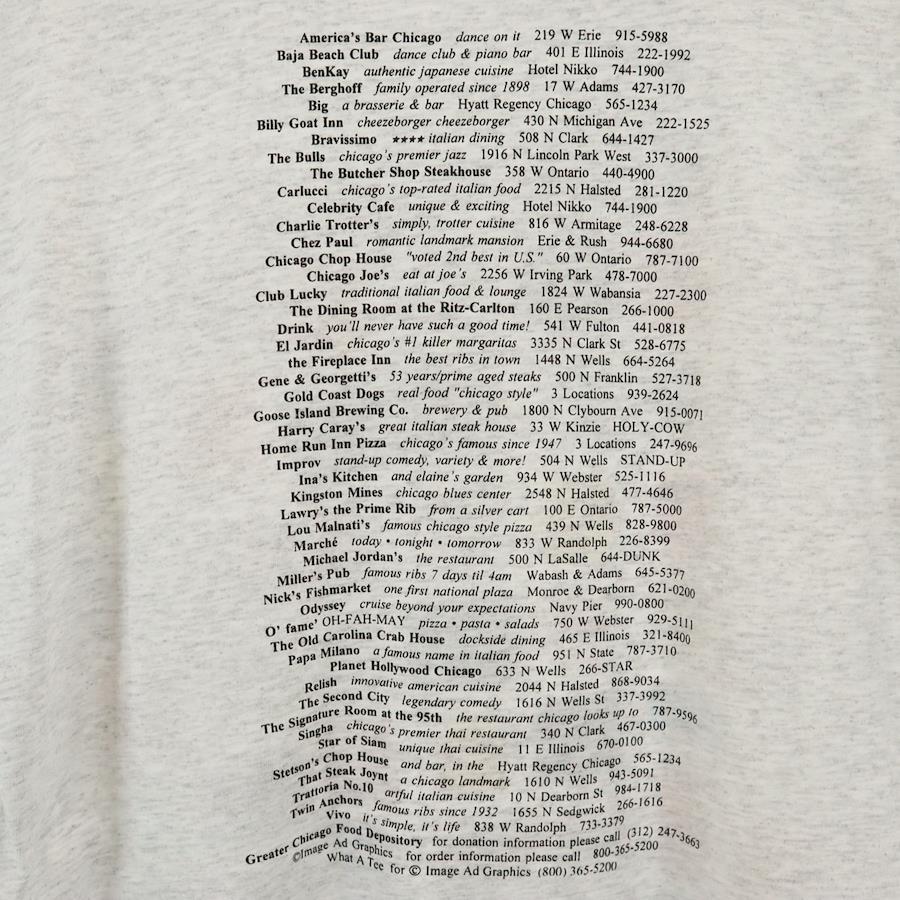 America's Bar Chicago dance on it 219 W Erie 915-5988
Baja Beach Club dance club & piano bar 401 E Illinois 222-1992
BenKay authentic japanese cuisine Hotel Nikko 744-1900
The Berghoff family operated since 1898 17 W Adams 427-3170
Big a brasserie & bar Hyatt Regency Chicago 565-1234
Billy Goat Inn cheezeborger cheezeborger 430 N Michigan Ave 222-1525
Bravissimo ★★★★ italian dining 508 N Clark 644-1427
The Bulls chicago's premier jazz 1916 N Lincoln Park West 337-3000
The Butcher Shop Steakhouse 358 W Ontario 440-4900
Carlucci chicago's top-rated italian food 2215 N Halsted 281-1220
Celebrity Cafe unique & exciting Hotel Nikko 744-1900
Charlie Trotter's simply, trotter cuisine 816 W Armitage 248-6228
Chez Paul romantic landmark mansion Erie & Rush 944-6680
Chicago Chop House "voted 2nd best in U.S." 60 W Ontario 787-7100
Chicago Joe's eat at joe's 2256 W Irving Park 478-7000
Club Lucky traditional italian food & lounge 1824 W Wabansia 227-2300
The Dining Room at the Ritz-Carlton 160 E Pearson 266-1000
Drink you'll never have such a good time! 541 W Fulton 441-0818
El Jardin chicago's #1 killer margaritas 3335 N Clark St 528-6775
the Fireplace Inn the best ribs in town 1448 N Wells 664-5264
Gene & Georgetti's 53 years/prime aged steaks 500 N Franklin 527-3718
Gold Coast Dogs real food "chicago style" 3 Locations 939-2624
Goose Island Brewing Co. brewery & pub 1800 N Clybourn Ave 915-0071
Harry Caray's great italian steak house 33 W Kinzie HOLY-COW
Home Run Inn Pizza chicago's famous since 1947 3 Locations 247-9696
Improv stand-up comedy, variety & more! 504 N Wells STAND-UP
Ina's Kitchen and elaine's garden 934 W Webster 525-1116
Kingston Mines chicago blues center 2548 N Halsted 477-4646
Lawry's the Prime Rib from a silver cart 100 E Ontario 787-5000
Lou Malnati's famous chicago style pizza 439 N Wells 828-9800
Marché today • tonight • tomorrow 833 W Randolph 226-8399
Michael Jordan's the restaurant 500 N LaSalle 644-DUNK
Miller's Pub famous ribs 7 days til 4am Wabash & Adams 645-5377
Nick's Fishmarket one first national plaza Monroe & Dearborn 621-0200
Odyssey cruise beyond your expectations Navy Pier 990-0800
O' fame' OH-FAH-MAY pizza • pasta • salads 750 W Webster 929-5111
The Old Carolina Crab House dockside dining 465 E Illinois 321-8400
Papa Milano a famous name in italian food 951 N State 787-3710
Planet Hollywood Chicago 633 N Wells 266-STAR
Relish innovative american cuisine 2044 N Halsted 868-9034
The Second City legendary comedy 1616 N Wells St 337-3992
The Signature Room at the 95th the restaurant chicago looks up to 787-9596
Singha chicago's premier thai restaurant 340 N Clark 467-0300
Star of Siam unique thai cuisine 11 E Illinois 670-0100
Stetson's Chop House and bar, in the Hyatt Regency Chicago 565-1234
That Steak Joynt a chicago landmark 1610 N Wells 943-5091
Trattoria No.10 artful italian cuisine 10 N Dearborn St 984-1718
Twin Anchors famous ribs since 1932 1655 N Sedgwick 266-1616
Vivo it's simple, it's life 838 W Randolph 733-3379
Greater Chicago Food Depository for donation information please call (312) 247-3663
©Image Ad Graphics for order information please call 800-365-5200
What A Tee for © Image Ad Graphics (800) 365-5200